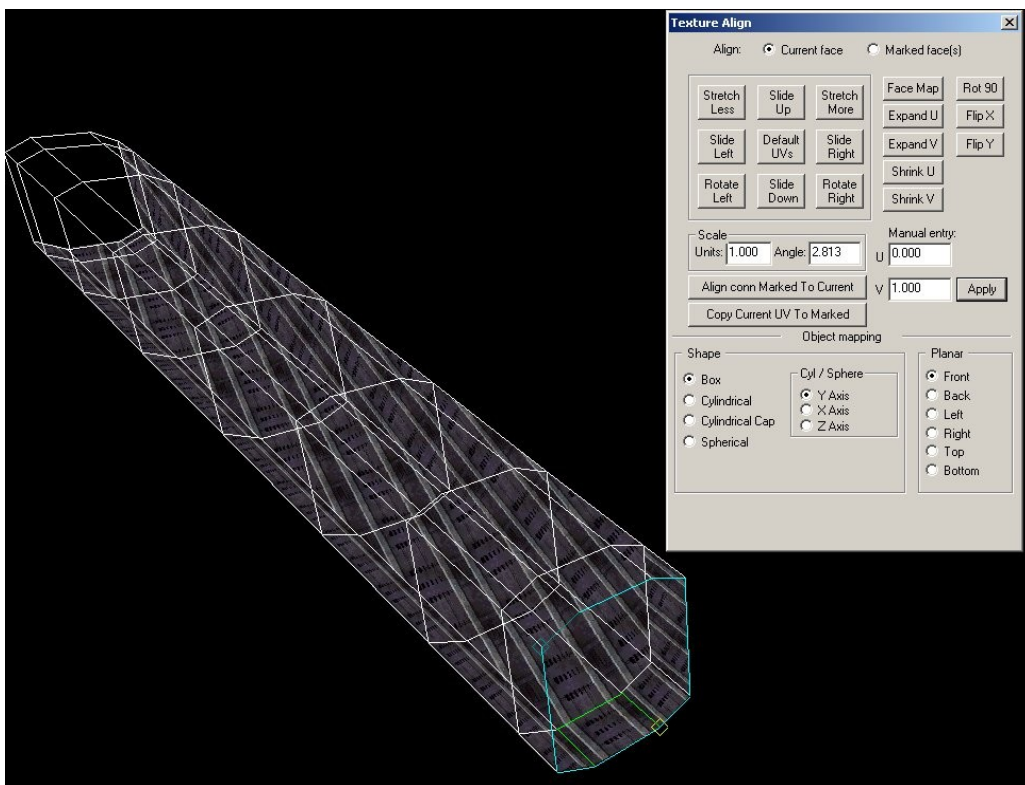 Texture Align
Align: Current face Marked face(s)
Stretch Less Slide Up Stretch More
Slide Left Default UVs Slide Right
Rotate Left Slide Down Rotate Right
Face Map Rot 90
Expand U Flip X
Expand V Flip Y
Shrink U
Shrink V
Scale
Units: 1.000 Angle: 2.813
Manual entry:
U 0.000
Align conn Marked To Current
V 1.000 Apply
Copy Current UV To Marked
Object mapping
Shape
Box
Cylindrical
Cylindrical Cap
Spherical
Cyl / Sphere
Y Axis
X Axis
Z Axis
Planar
Front
Back
Left
Right
Top
Bottom